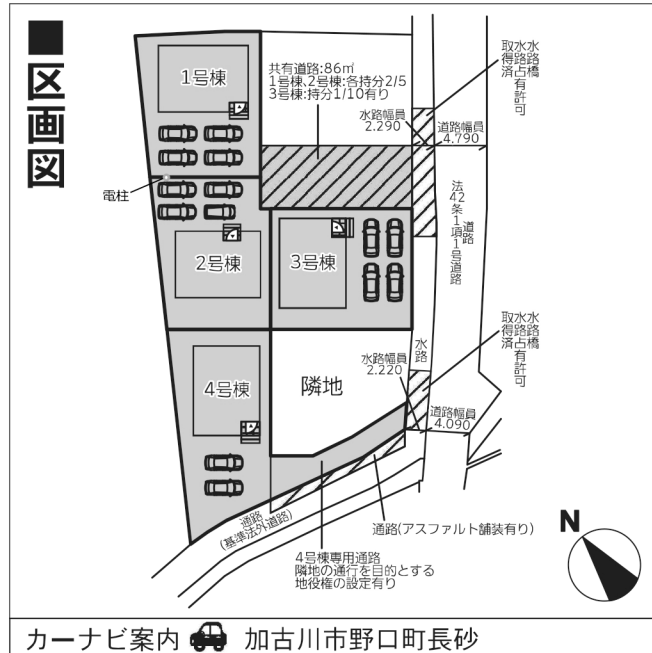 ■区画図
1号棟
共有道路:86㎡
1号棟、2号棟:各持分2/5
3号棟:持分1/10有り
水路橋
水路占有許可
取得済
水路幅員
2.290
道路幅員
4.790
電柱
法42条1項1号道路
道路
2号棟
3号棟
水路
水路橋
水路占有許可
取得済
水路幅員
2.220
4号棟
隣地
道路幅員
4.090
通路
(基準法外道路)
通路(アスファルト舗装有り)
4号棟専用通路
隣地の通行を目的とする
地役権の設定有り
N
カーナビ案内 加古川市野口町長砂